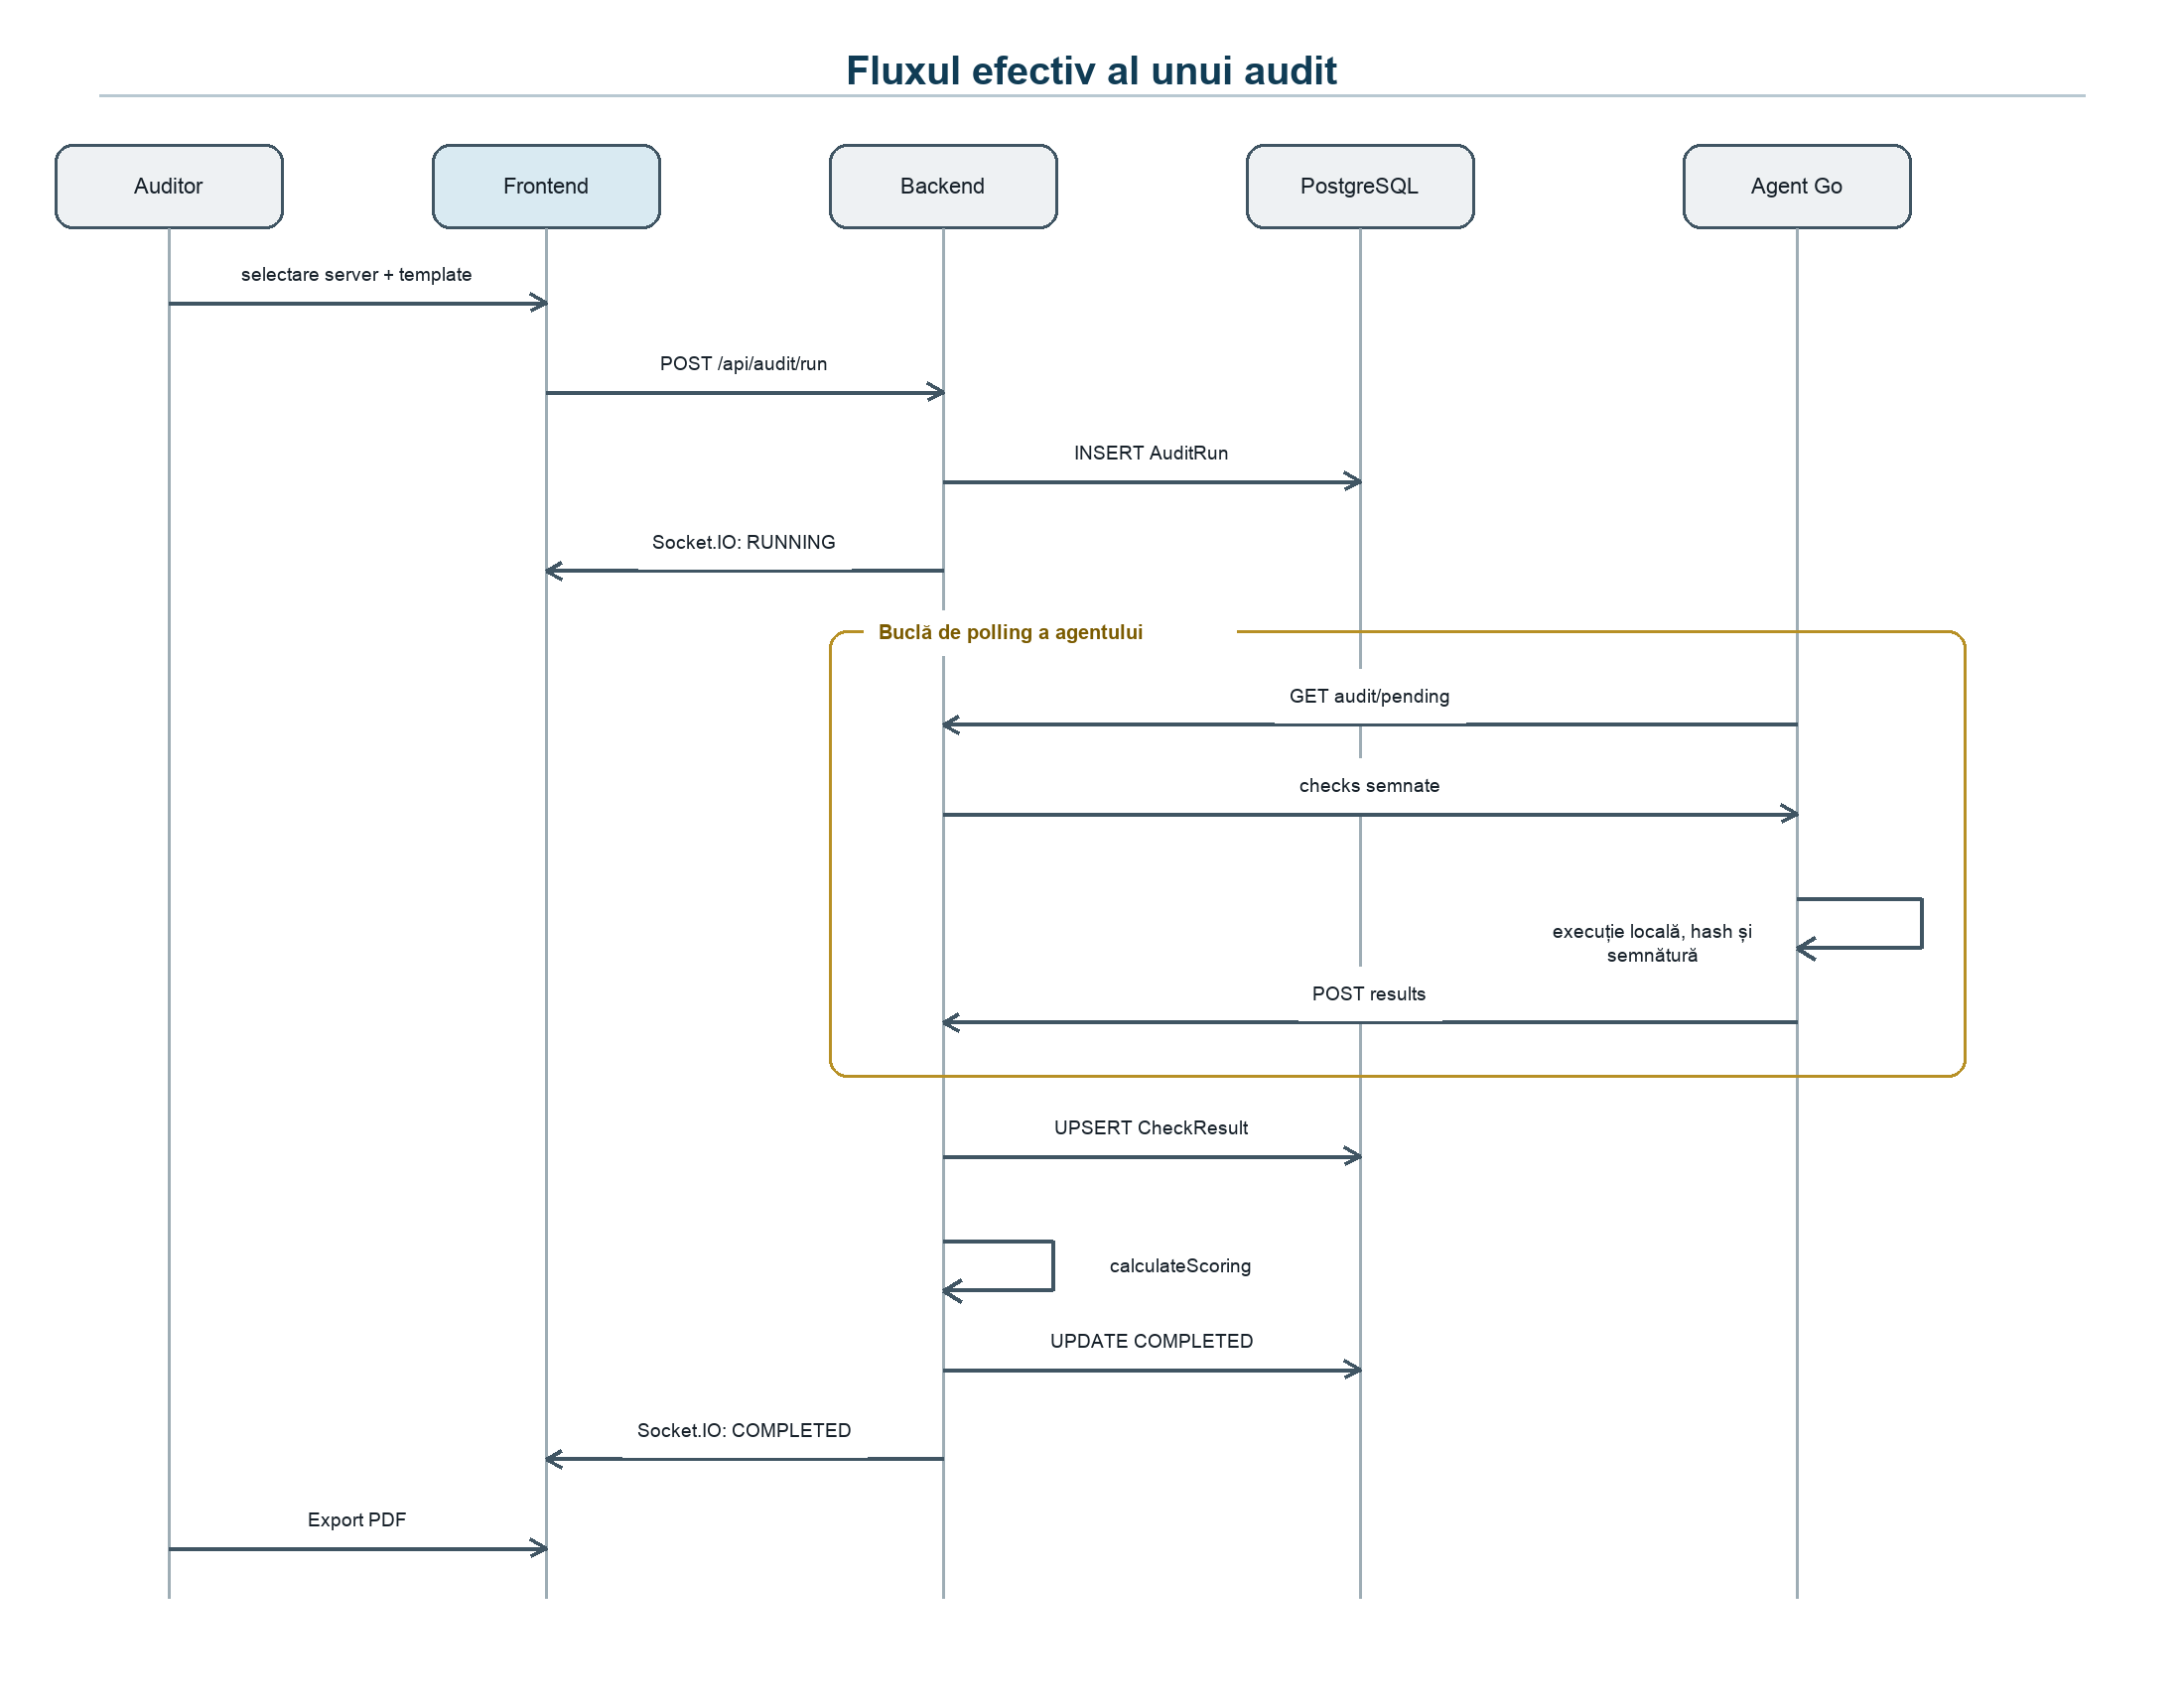 Fluxul efectiv al unui audit
Auditor
Frontend
Backend
PostgreSQL
Agent Go
selectare server + template
POST /api/audit/run
INSERT AuditRun
Socket.IO: RUNNING
Buclă de polling a agentului
GET audit/pending
checks semnate
execuție locală, hash și
semnătură
POST results
UPSERT CheckResult
calculateScoring
UPDATE COMPLETED
Socket.IO: COMPLETED
Export PDF